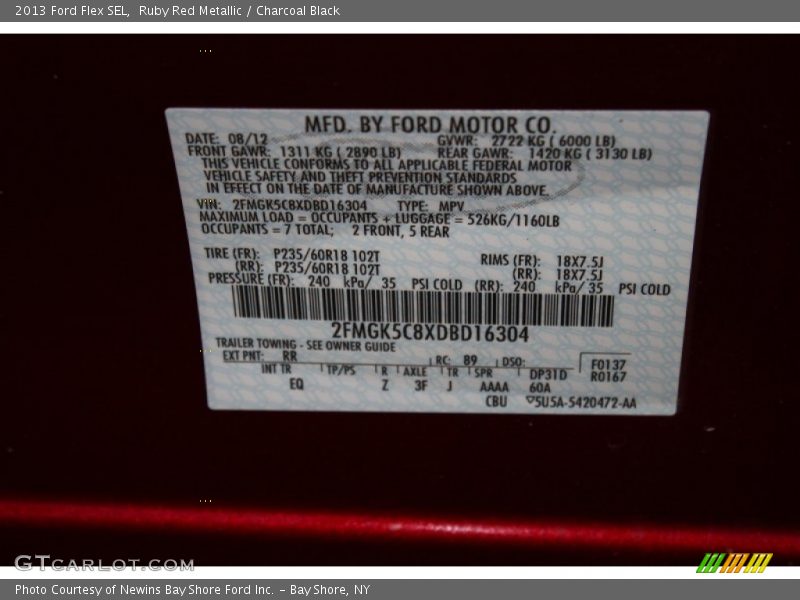 2013 Ford Flex SEL, Ruby Red Metallic / Charcoal Black
MFD. BY FORD MOTOR CO.
DATE: 08/12 GVWR: 2722 KG ( 6000 LB)
FRONT GAWR: 1311 KG ( 2890 LB) REAR GAWR: 1420 KG ( 3130 LB)
THIS VEHICLE CONFORMS TO ALL APPLICABLE FEDERAL MOTOR
VEHICLE SAFETY AND THEFT PREVENTION STANDARDS
IN EFFECT ON THE DATE OF MANUFACTURE SHOWN ABOVE.
VIN: 2FMGK5C8XDBD16304 TYPE: MPV
MAXIMUM LOAD = OCCUPANTS + LUGGAGE = 526KG/1160LB
OCCUPANTS = 7 TOTAL; 2 FRONT, 5 REAR
TIRE (FR): P235/60R18 102T RIMS (FR): 18X7.5J
(RR): P235/60R18 102T (RR): 18X7.5J
PRESSURE (FR): 240 kPa/ 35 PSI COLD (RR): 240 kPa/ 35 PSI COLD
2FMGK5C8XDBD16304
TRAILER TOWING - SEE OWNER GUIDE
EXT PNT: RR RC: 89 DSO: F0137
INT TR TP/PS R AXLE TR SPR DP31D R0167
EQ Z 3F J AAAA 60A
CBU ▽5U5A-5420472-AA
GTcarlot.com
Photo Courtesy of Newins Bay Shore Ford Inc. - Bay Shore, NY